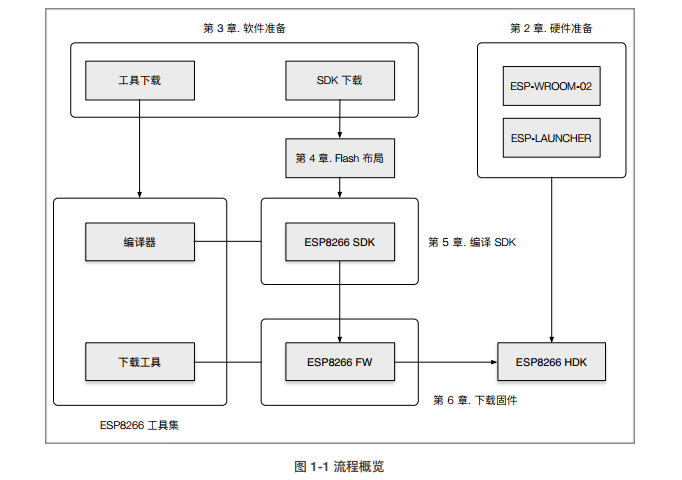 第 3 章. 软件准备
第 2 章. 硬件准备
工具下载
SDK 下载
ESP-WROOM-02
ESP-LAUNCHER
第 4 章. Flash 布局
编译器
ESP8266 SDK
第 5 章. 编译 SDK
下载工具
ESP8266 FW
ESP8266 HDK
第 6 章. 下载固件
ESP8266 工具集
图 1-1 流程概览